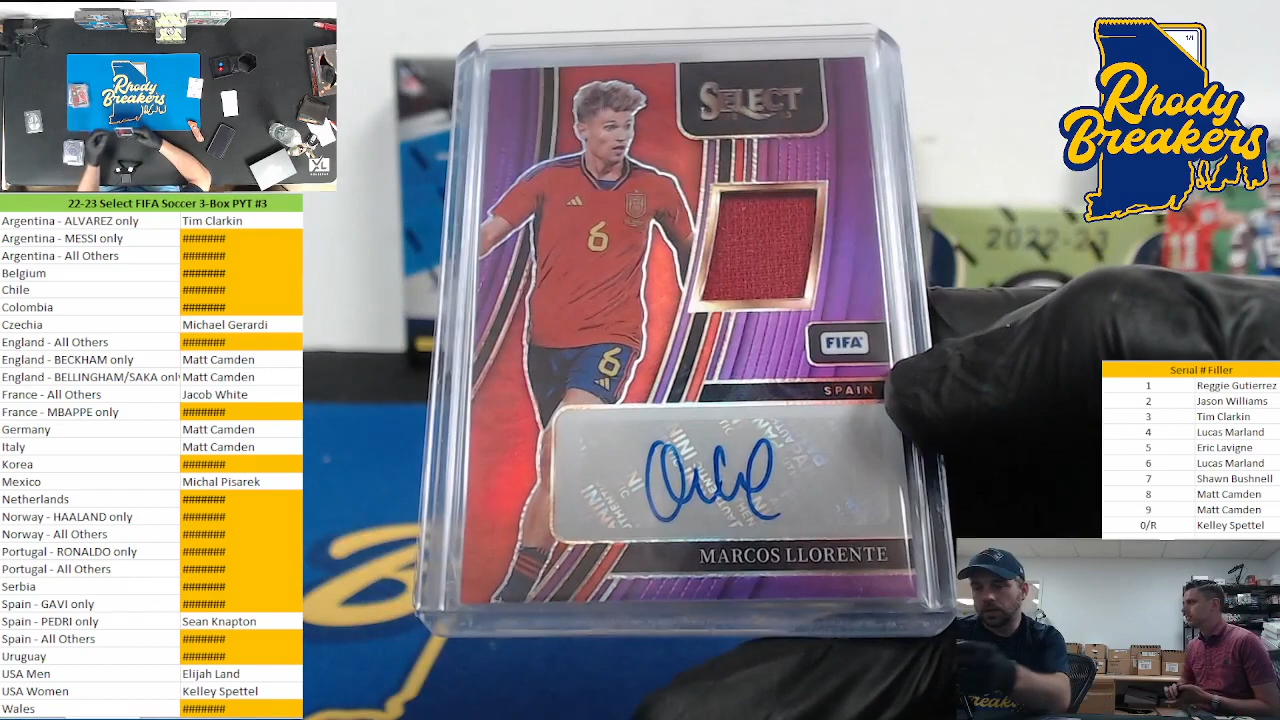 Rhody
Breakers
22-23 Select FIFA Soccer 3-Box PYT #3
Argentina - ALVAREZ only Tim Clarkin
Argentina - MESSI only #######
Argentina - All Others #######
Belgium #######
Chile #######
Colombia #######
Czechia Michael Gerardi
England - All Others #######
England - BECKHAM only Matt Camden
England - BELLINGHAM/SAKA only Matt Camden
France - All Others Jacob White
France - MBAPPE only #######
Germany Matt Camden
Italy Matt Camden
Korea #######
Mexico Michal Pisarek
Netherlands #######
Norway - HAALAND only #######
Norway - All Others #######
Portugal - RONALDO only #######
Portugal - All Others #######
Serbia #######
Spain - GAVI only #######
Spain - PEDRI only Sean Knapton
Spain - All Others #######
Uruguay #######
USA Men Elijah Land
USA Women Kelley Spettel
Wales #######
SELECT
6
6
FIFA
SPAIN
MARCOS LLORENTE
2022-23
1/1
Rhody
Breakers
Serial # Filler
1 Reggie Gutierrez
2 Jason Williams
3 Tim Clarkin
4 Lucas Marland
5 Eric Lavigne
6 Lucas Marland
7 Shawn Bushnell
8 Matt Camden
9 Matt Camden
0/R Kelley Spettel